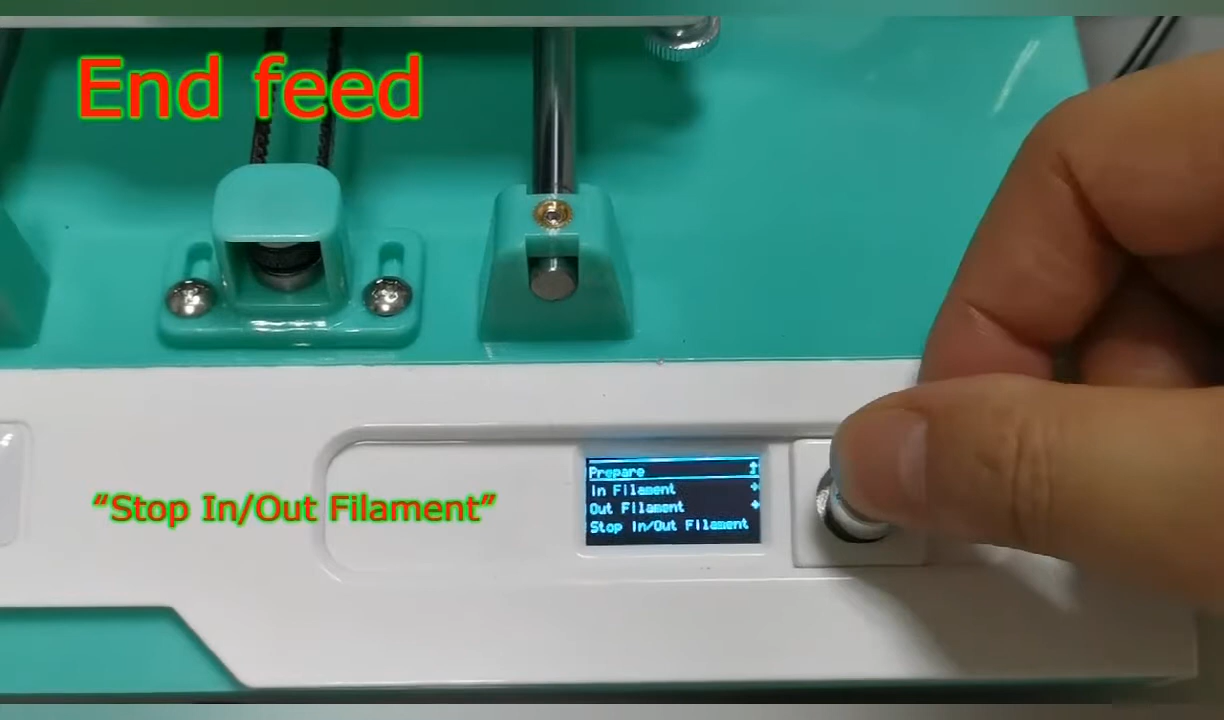 End feed
“Stop In/Out Filament”
Prepare
In Filament
Out Filament
Stop In/Out Filament